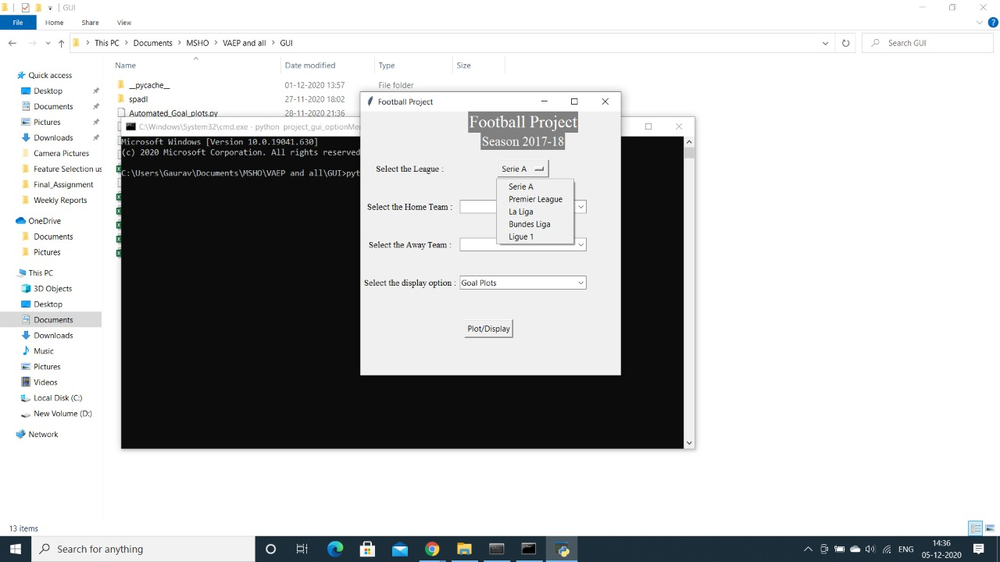 GUI
File
Home
Share
View
This PC
Documents
MSHO
VAEP and all
GUI
Search GUI
Name
Date modified
Type
Size
Quick access
Desktop
Documents
Pictures
Downloads
Camera Pictures
Feature Selection us
Final_Assignment
Weekly Reports
OneDrive
Documents
Pictures
This PC
3D Objects
Desktop
Documents
Downloads
Music
Pictures
Videos
Local Disk (C:)
New Volume (D:)
Network
__pycache__ 01-12-2020 13:57 File folder
spadl 27-11-2020 18:02
Automated_Goal_plots.py 28-11-2020 21:36
C:\Windows\System32\cmd.exe - python project_gui_optionMe
Microsoft Windows [Version 10.0.19041.630]
(c) 2020 Microsoft Corporation. All rights reserved
C:\Users\Gaurav\Documents\MSHO\VAEP and all\GUI>pyt
Football Project
Football Project
Season 2017-18
Select the League : Serie A
Serie A
Premier League
La Liga
Bundes Liga
Ligue 1
Select the Home Team :
Select the Away Team :
Select the display option : Goal Plots
Plot/Display
13 items
Search for anything
ENG
14:36
05-12-2020